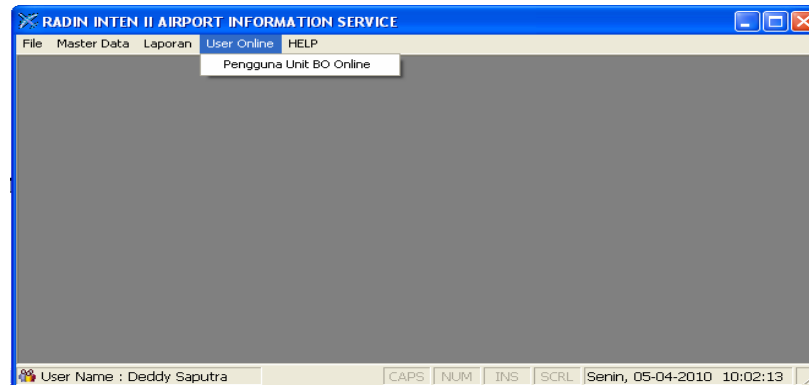 RADIN INTEN II AIRPORT INFORMATION SERVICE
File Master Data Laporan User Online HELP
Pengguna Unit BO Online
User Name : Deddy Saputra CAPS NUM INS SCRL Senin, 05-04-2010 10:02:13